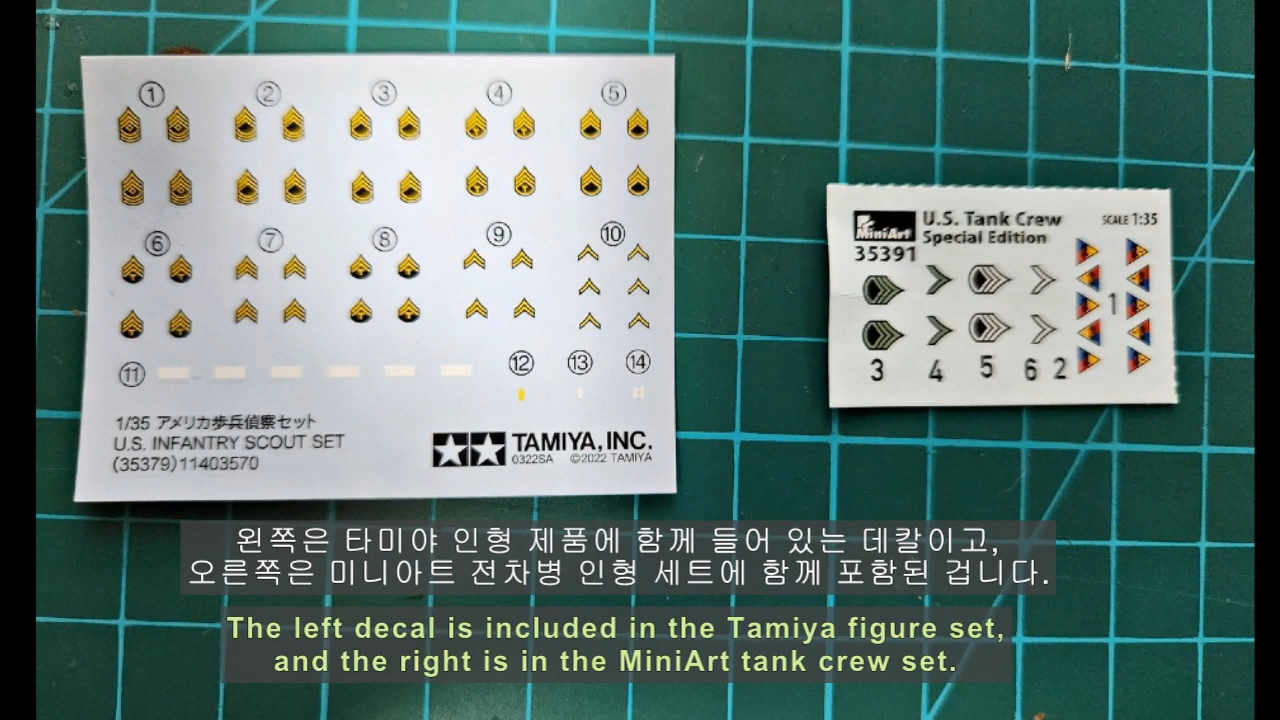 ① ② ③ ④ ⑤
⑥ ⑦ ⑧ ⑨ ⑩
⑪ ⑫ ⑬ ⑭
1/35 アメリカ歩兵偵察セット
U.S. INFANTRY SCOUT SET
(35379)11403570
TAMIYA, INC.
0322SA ©2022 TAMIYA
MiniArt
35391
U.S. Tank Crew
Special Edition
SCALE 1:35
1
3 4 5 6 2
왼쪽은 타미야 인형 제품에 함께 들어 있는 데칼이고,
오른쪽은 미니아트 전차병 인형 세트에 함께 포함된 겁니다.
The left decal is included in the Tamiya figure set,
and the right is in the MiniArt tank crew set.